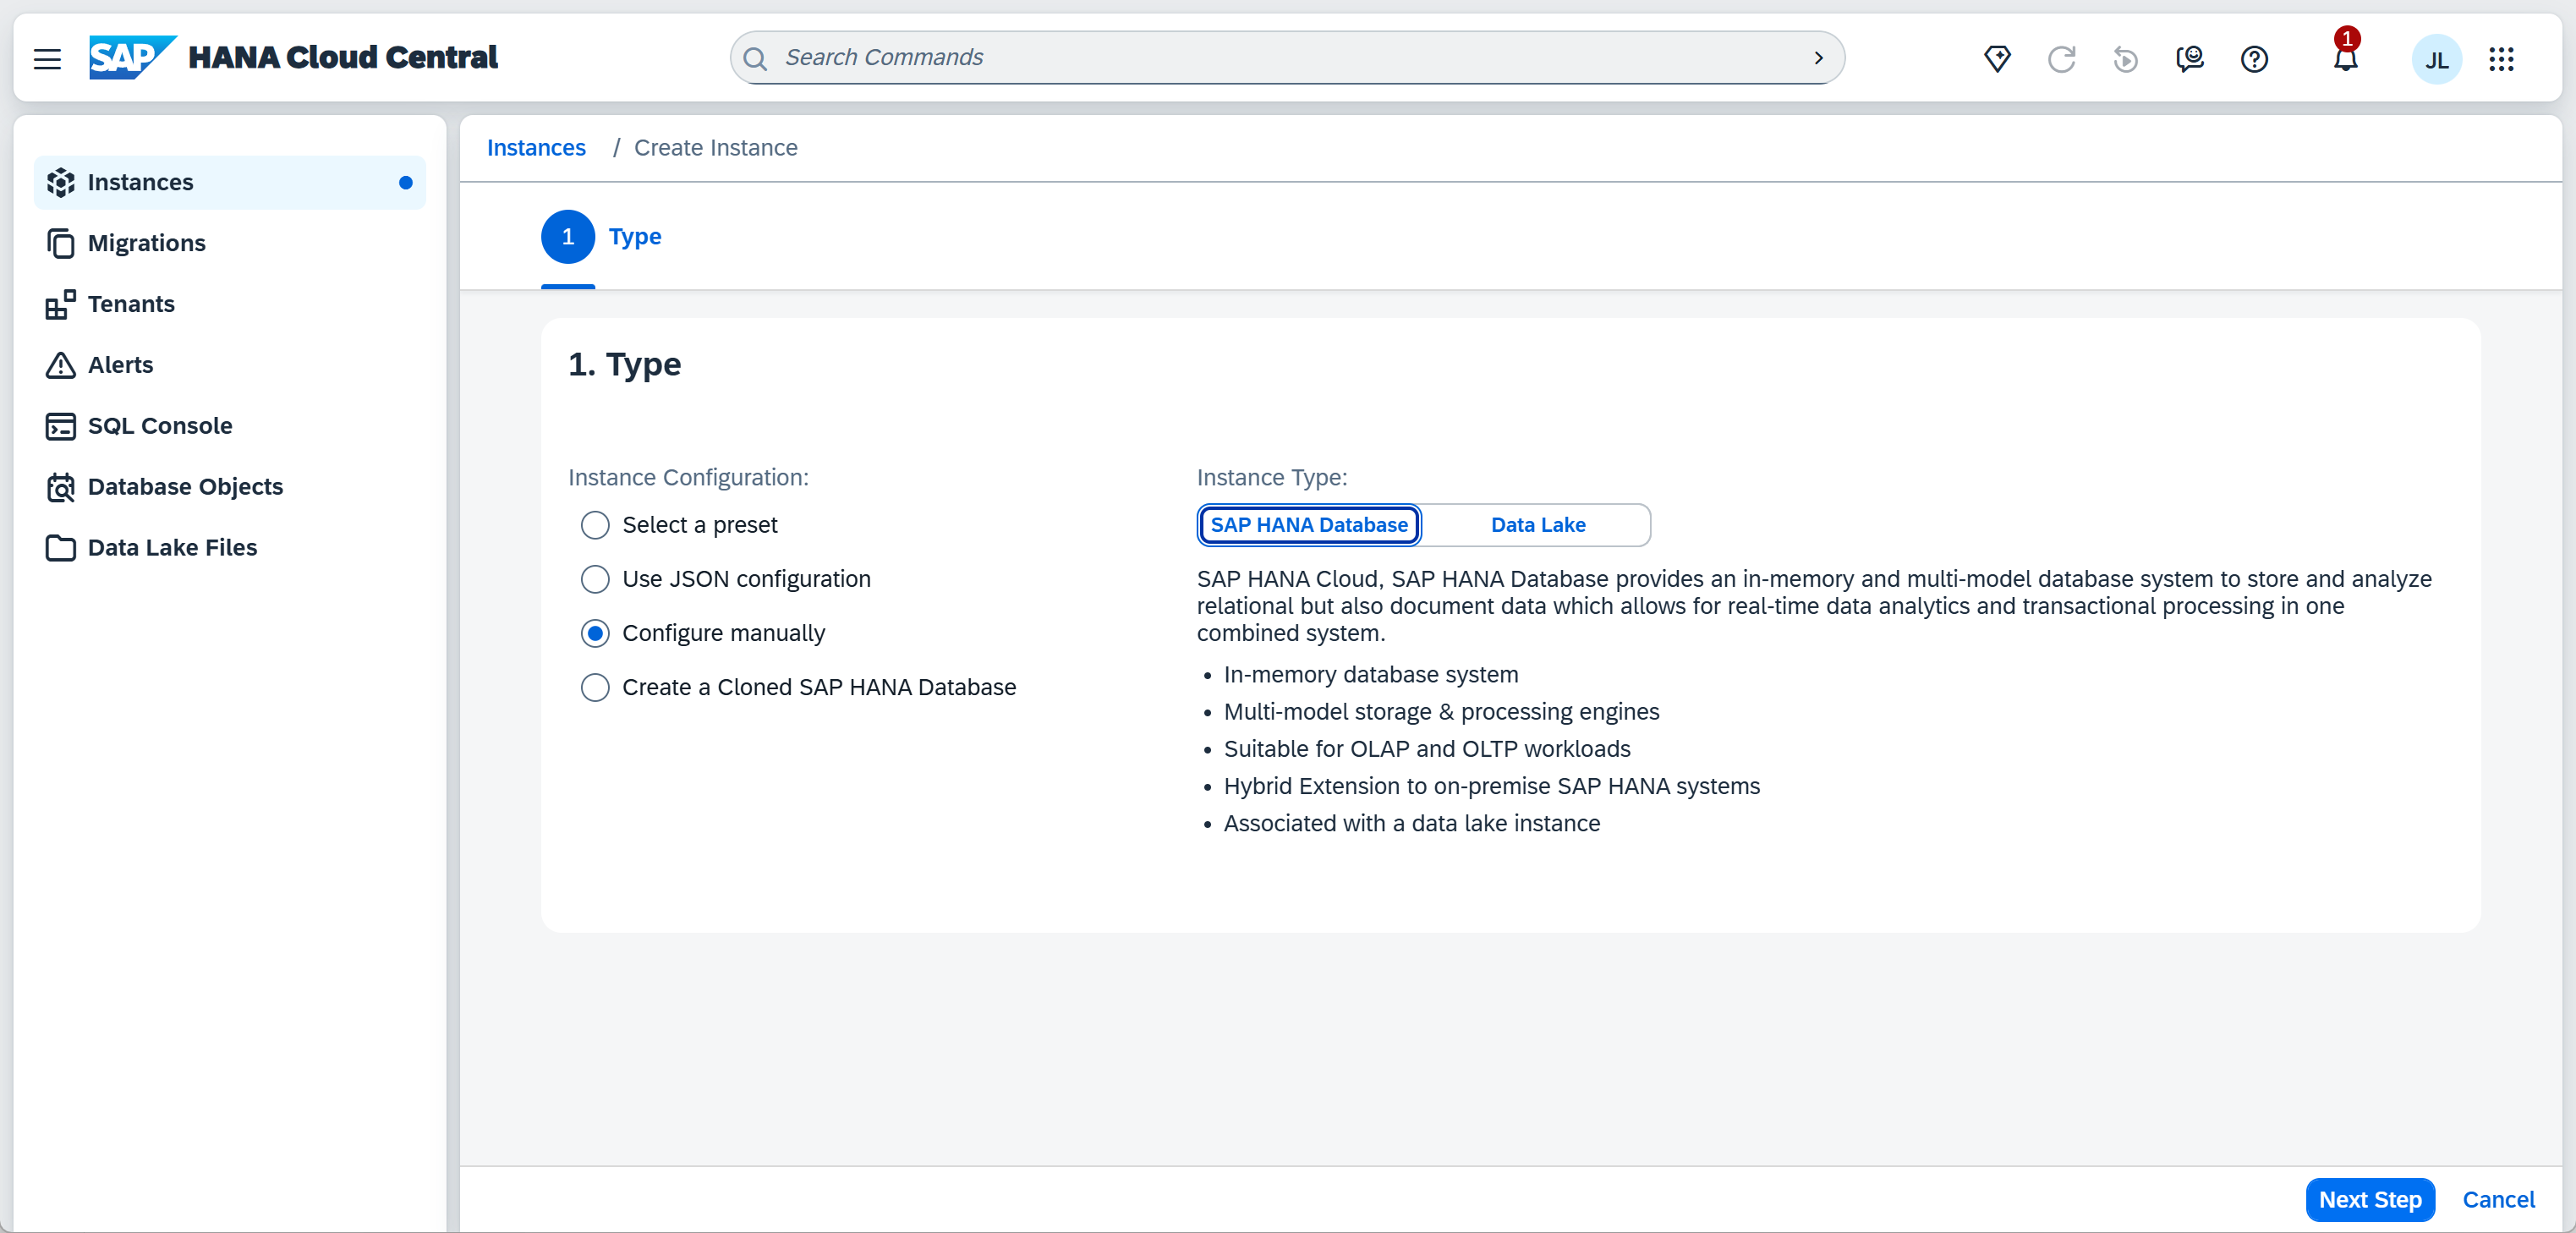 SAP HANA Cloud Central
Search Commands
1
JL
Instances
Migrations
Tenants
Alerts
SQL Console
Database Objects
Data Lake Files
Instances / Create Instance
1 Type
1. Type
Instance Configuration:
Select a preset
Use JSON configuration
Configure manually
Create a Cloned SAP HANA Database
Instance Type:
SAP HANA Database Data Lake
SAP HANA Cloud, SAP HANA Database provides an in-memory and multi-model database system to store and analyze
relational but also document data which allows for real-time data analytics and transactional processing in one
combined system.
• In-memory database system
• Multi-model storage & processing engines
• Suitable for OLAP and OLTP workloads
• Hybrid Extension to on-premise SAP HANA systems
• Associated with a data lake instance
Next Step Cancel